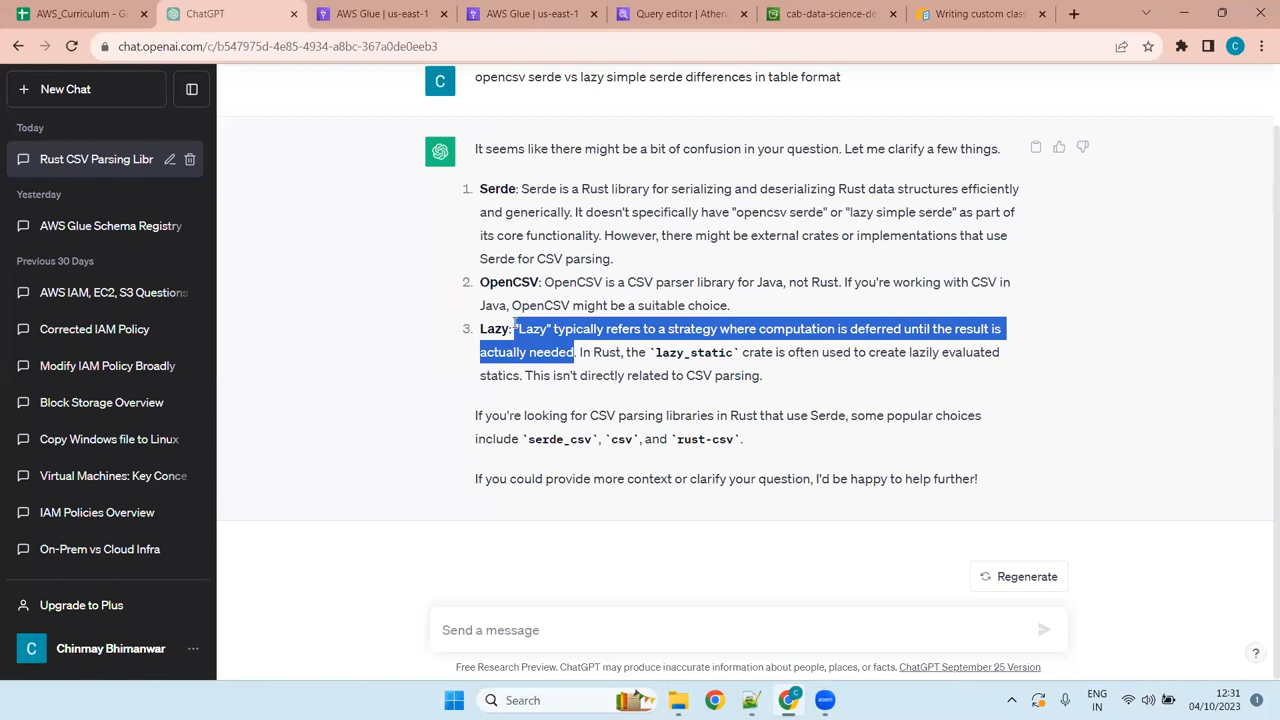 AWS_Questions - G
ChatGPT
AWS Glue | us-east-1
AWS Glue | us-east-1
Query editor | Athen
cab-data-science-de
Writing custom class
chat.openai.com/c/b547975d-4e85-4934-a8bc-367a0de0eeb3
C
New Chat
Today
Rust CSV Parsing Libr
Yesterday
AWS Glue Schema Registry
Previous 30 Days
AWS IAM, EC2, S3 Questions
Corrected IAM Policy
Modify IAM Policy Broadly
Block Storage Overview
Copy Windows file to Linux
Virtual Machines: Key Conce
IAM Policies Overview
On-Prem vs Cloud Infra
Upgrade to Plus
C
Chinmay Bhimanwar
C
opencsv serde vs lazy simple serde differences in table format
It seems like there might be a bit of confusion in your question. Let me clarify a few things.
1. Serde: Serde is a Rust library for serializing and deserializing Rust data structures efficiently
and generically. It doesn't specifically have "opencsv serde" or "lazy simple serde" as part of
its core functionality. However, there might be external crates or implementations that use
Serde for CSV parsing.
2. OpenCSV: OpenCSV is a CSV parser library for Java, not Rust. If you're working with CSV in
Java, OpenCSV might be a suitable choice.
3. Lazy: "Lazy" typically refers to a strategy where computation is deferred until the result is
actually needed. In Rust, the `lazy_static` crate is often used to create lazily evaluated
statics. This isn't directly related to CSV parsing.
If you're looking for CSV parsing libraries in Rust that use Serde, some popular choices
include `serde_csv`, `csv`, and `rust-csv`.
If you could provide more context or clarify your question, I'd be happy to help further!
Regenerate
Send a message
Free Research Preview. ChatGPT may produce inaccurate information about people, places, or facts. ChatGPT September 25 Version
?
Search
ENG
IN
12:31
04/10/2023
1